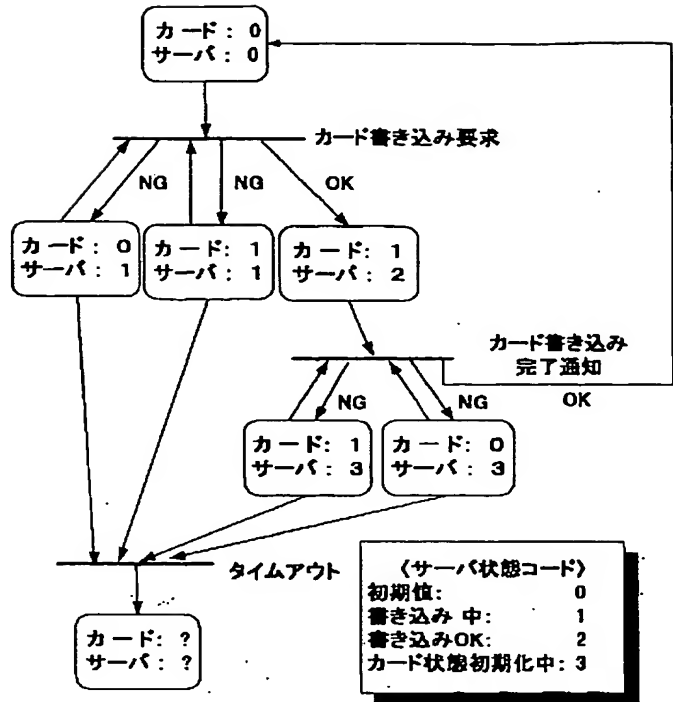 カード: 0
サーバ: 0
カード書き込み要求
NG
NG
OK
カード: 0
サーバ: 1
カード: 1
サーバ: 1
カード: 1
サーバ: 2
カード書き込み
完了通知
OK
NG
NG
カード: 1
サーバ: 3
カード: 0
サーバ: 3
タイムアウト
カード: ?
サーバ: ?
《サーバ状態コード》
初期値: 0
書き込み中: 1
書き込みOK: 2
カード状態初期化中: 3